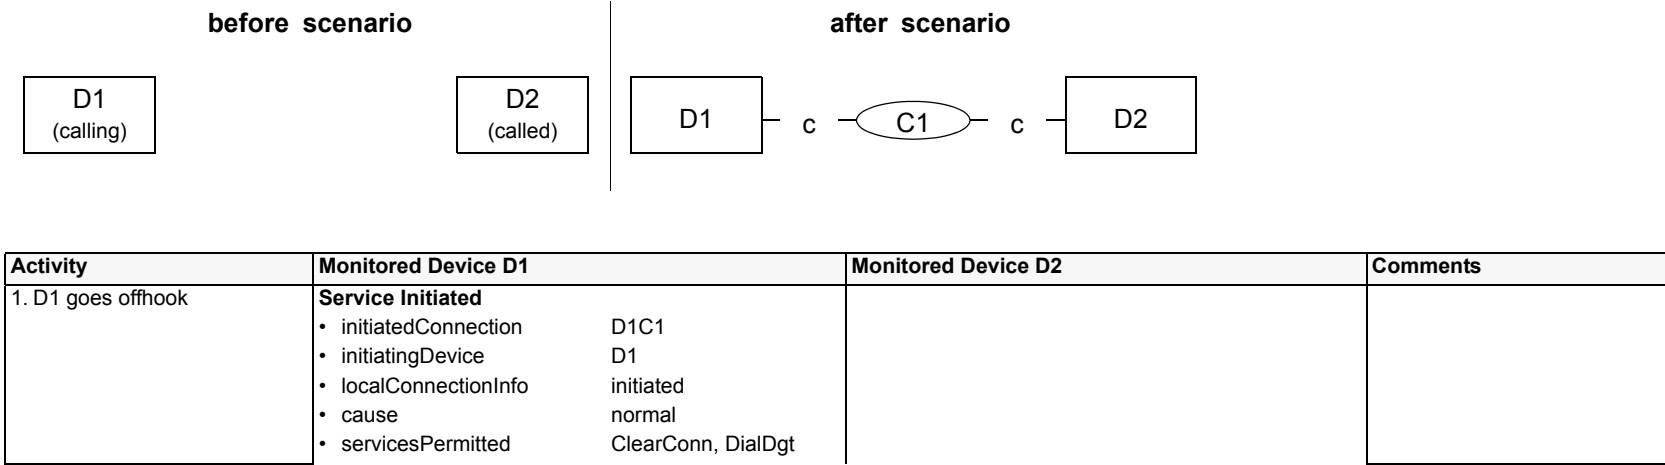 before scenario
after scenario
D1
(calling)
D2
(called)
D1 c C1 c D2
Activity Monitored Device D1 Monitored Device D2 Comments
1. D1 goes offhook Service Initiated
• initiatedConnection D1C1
• initiatingDevice D1
• localConnectionInfo initiated
• cause normal
• servicesPermitted ClearConn, DialDgt